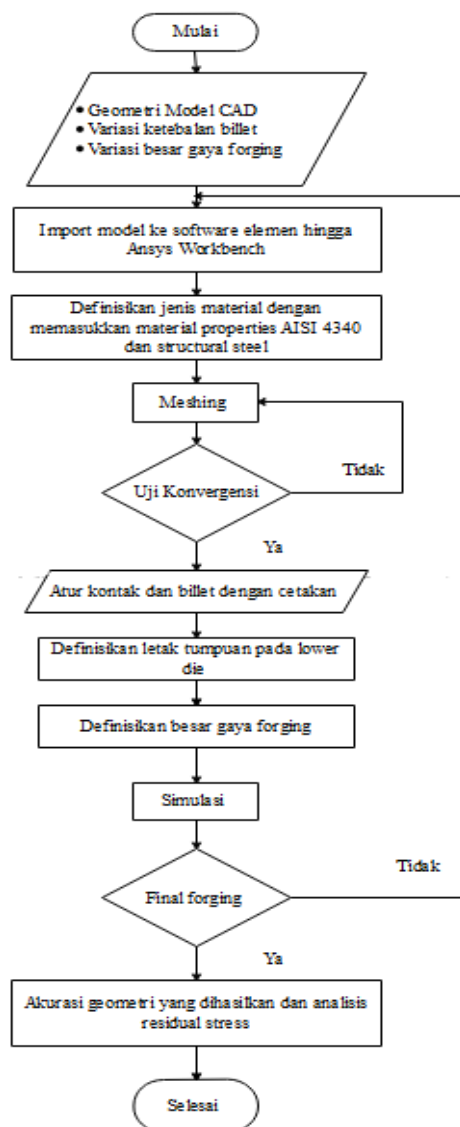 Mulai
• Geometri Model CAD
• Variasi ketebalan billet
• Variasi besar gaya forging
Import model ke software elemen hingga
Ansys Workbench
Definisikan jenis material dengan
memasukkan material properties AISI 4340
dan structural steel
Meshing
Tidak
Uji Konvergensi
Ya
Atur kontak dan billet dengan cetakan
Definisikan letak tumpuan pada lower
die
Definisikan besar gaya forging
Simulasi
Tidak
Final forging
Ya
Akurasi geometri yang dihasilkan dan analisis
residual stress
Selesai